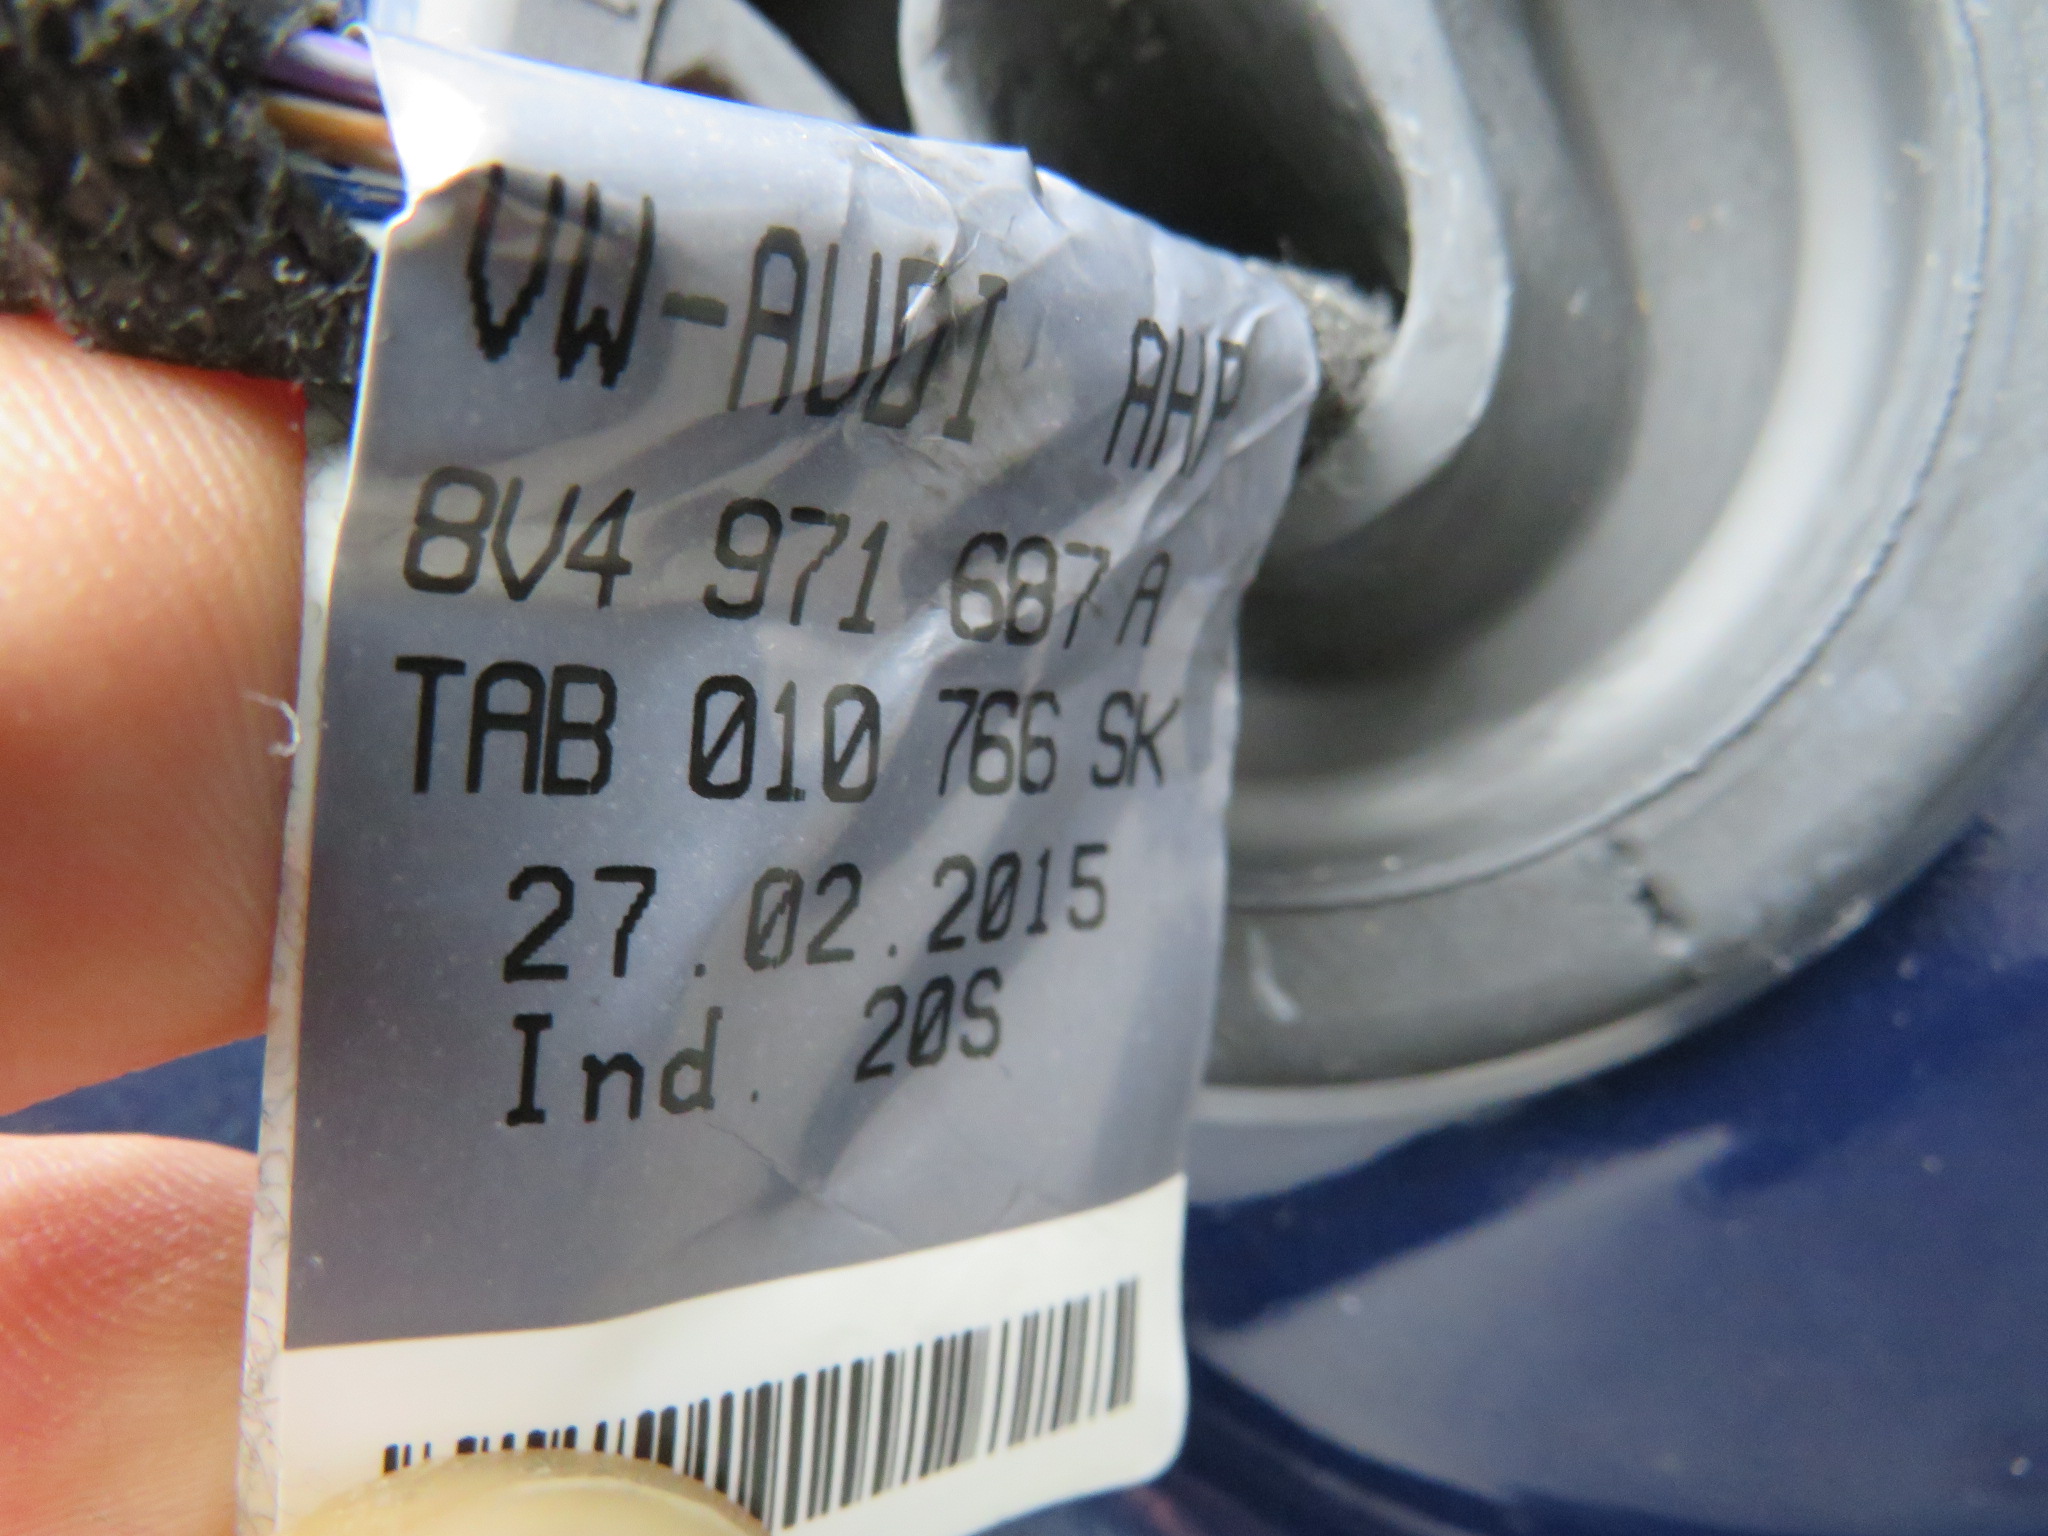 VW-AUDI AHP
8V4 971 687 A
TAB 010 766 SK
27.02.2015
Ind. 20S